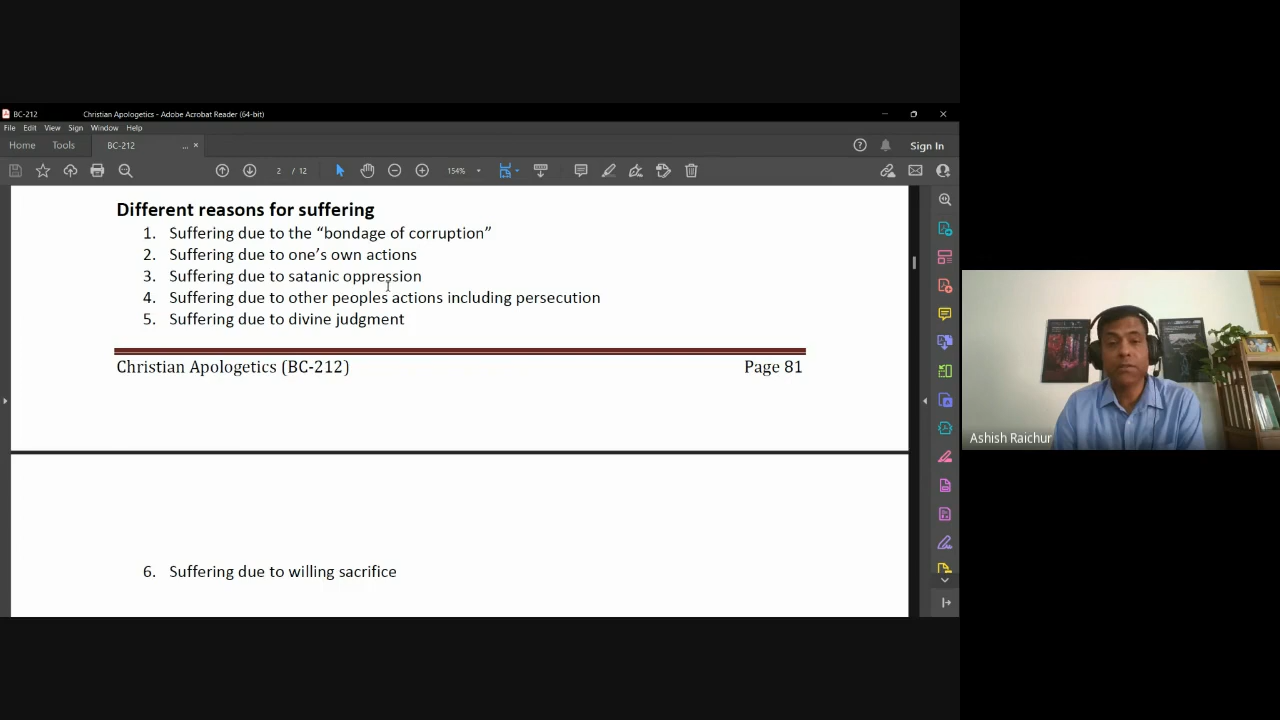 BC-212 Christian Apologetics - Adobe Acrobat Reader (64-bit)
File Edit View Sign Window Help
Home Tools BC-212 ... × Sign In
2 / 12 154%
Different reasons for suffering
1. Suffering due to the “bondage of corruption”
2. Suffering due to one’s own actions
3. Suffering due to satanic oppression
4. Suffering due to other peoples actions including persecution
5. Suffering due to divine judgment
Christian Apologetics (BC-212) Page 81
6. Suffering due to willing sacrifice
Ashish Raichur